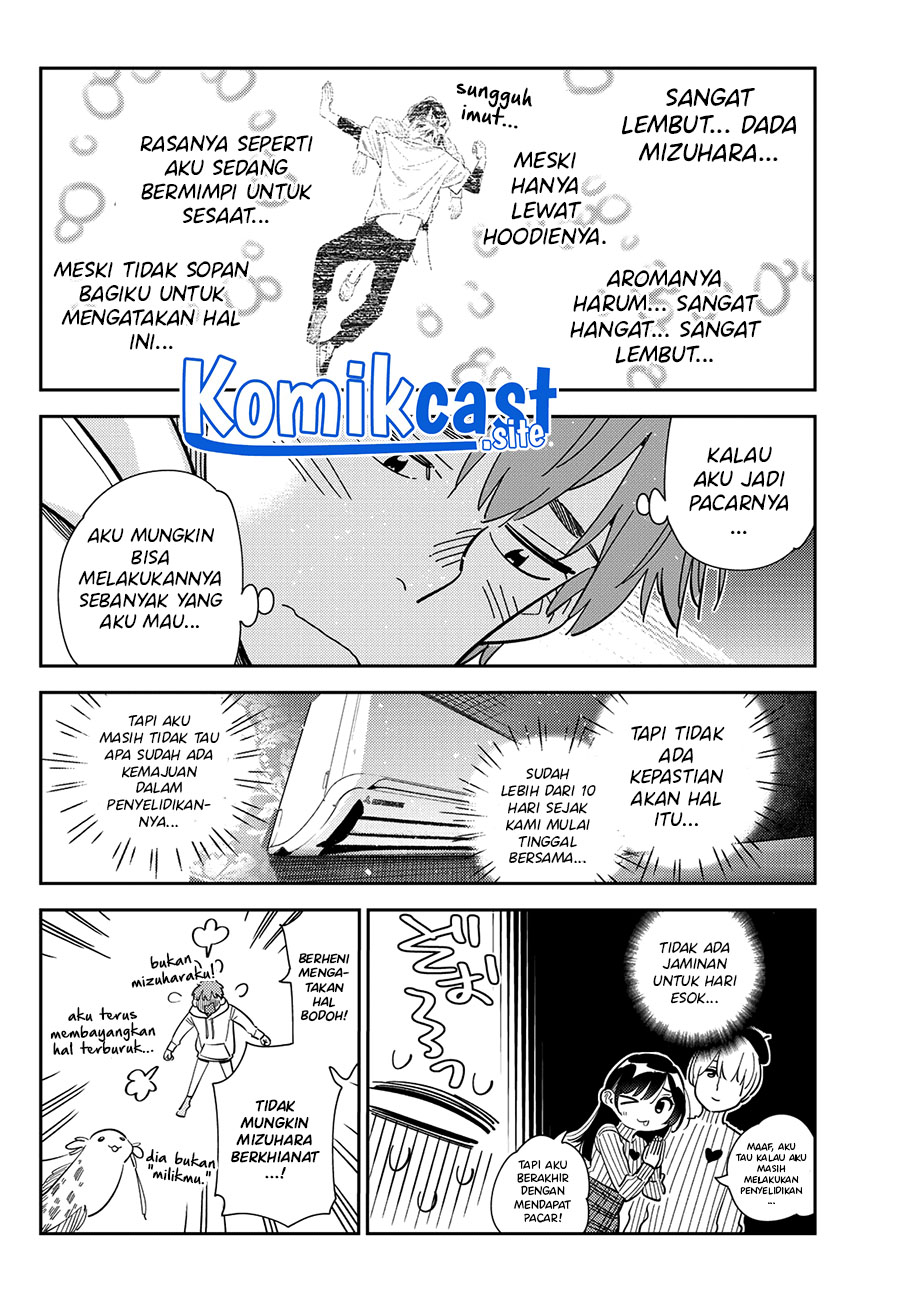 SANGAT
LEMBUT... DADA
MIZUHARA...
sungguh
imut...
MESKI
HANYA
LEWAT
HOODIENYA.
AROMANYA
HARUM... SANGAT
HANGAT... SANGAT
LEMBUT...
RASANYA SEPERTI
AKU SEDANG
BERMIMPI UNTUK
SESAAT...
MESKI TIDAK SOPAN
BAGIKU UNTUK
MENGATAKAN HAL
INI...
Komikcast
.site
KALAU
AKU JADI
PACARNYA
...
AKU MUNGKIN
BISA
MELAKUKANNYA
SEBANYAK YANG
AKU MAU...
TAPI TIDAK
ADA
KEPASTIAN
AKAN HAL
ITU...
SUDAH
LEBIH DARI 10
HARI SEJAK
KAMI MULAI
TINGGAL
BERSAMA...
TAPI AKU
MASIH TIDAK TAU
APA SUDAH ADA
KEMAJUAN
DALAM
PENYELIDIKAN-
NYA...
TIDAK ADA
JAMINAN
UNTUK HARI
ESOK...
MAAF, AKU
TAU KALAU AKU
MASIH
MELAKUKAN
PENYELIDIKAN
...
TAPI AKU
BERAKHIR
DENGAN
MENDAPAT
PACAR!
BERHENI
MENGA-
TAKAN
HAL
BODOH!
bukan
mizuharaku!
aku terus
membayangkan
hal terburuk...
TIDAK
MUNGKIN
MIZUHARA
BERKHIANAT
...!
dia bukan
"milikmu."